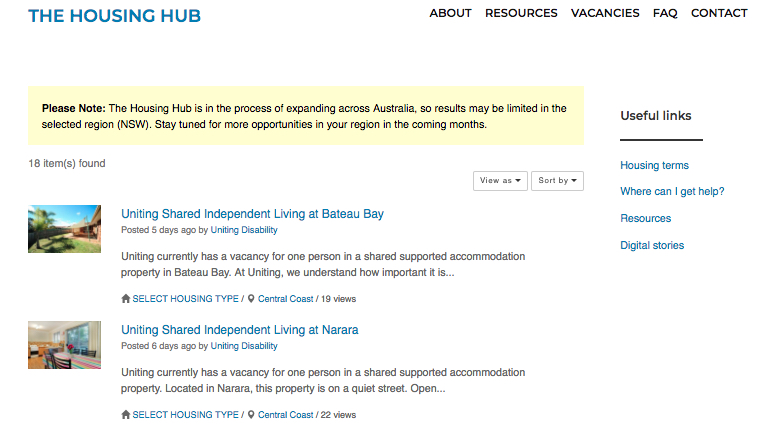 THE HOUSING HUB
ABOUT RESOURCES VACANCIES FAQ CONTACT
Please Note: The Housing Hub is in the process of expanding across Australia, so results may be limited in the
selected region (NSW). Stay tuned for more opportunities in your region in the coming months.
18 item(s) found
View as
Sort by
Uniting Shared Independent Living at Bateau Bay
Posted 5 days ago by Uniting Disability
Uniting currently has a vacancy for one person in a shared supported accommodation
property in Bateau Bay. At Uniting, we understand how important it is...
SELECT HOUSING TYPE / Central Coast / 19 views
Uniting Shared Independent Living at Narara
Posted 6 days ago by Uniting Disability
Uniting currently has a vacancy for one person in a shared supported accommodation
property. Located in Narara, this property is on a quiet street. Open...
SELECT HOUSING TYPE / Central Coast / 22 views
Useful links
Housing terms
Where can I get help?
Resources
Digital stories